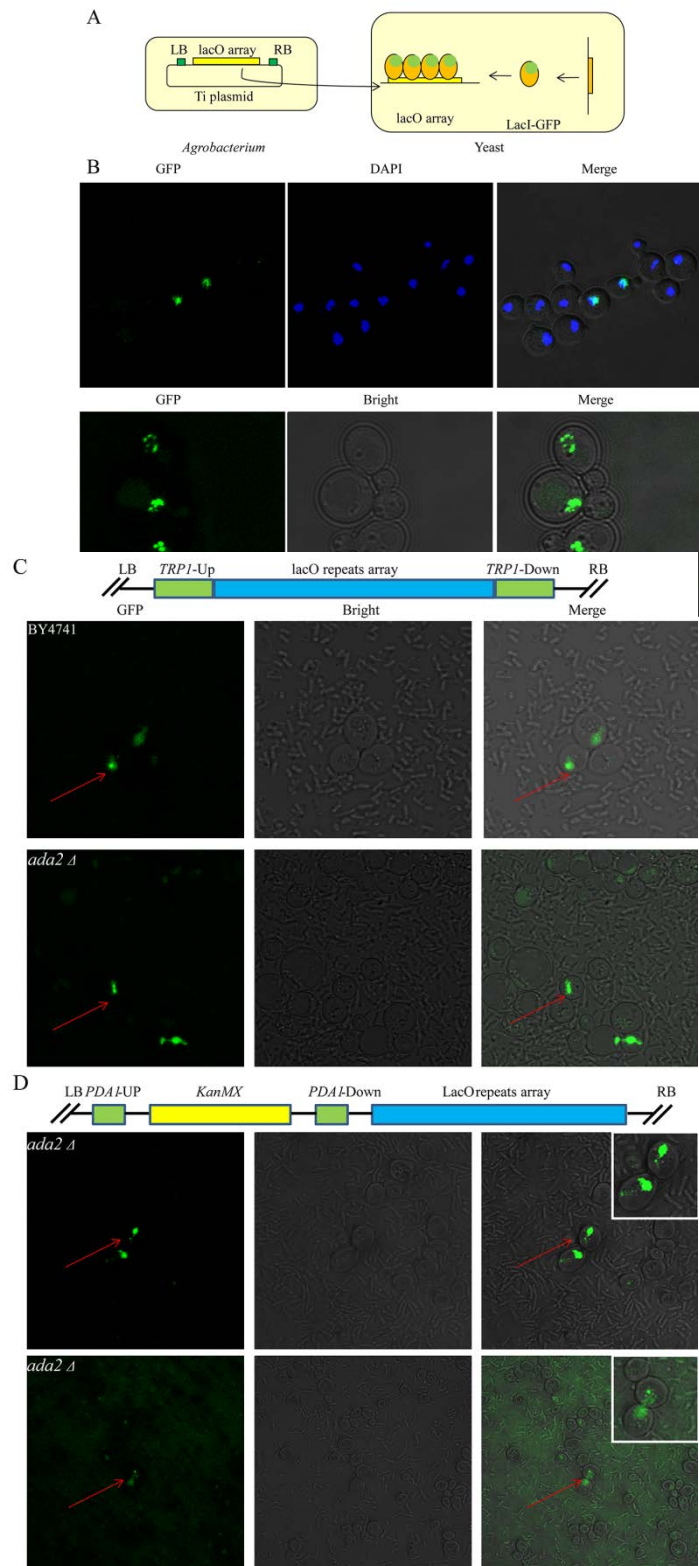 A
LB lacO array RB
Ti plasmid
lacO array
LacI-GFP
Agrobacterium Yeast
B
GFP DAPI Merge
GFP Bright Merge
C
LB TRP1-Up lacO repeats array TRP1-Down RB
GFP Bright Merge
BY4741
ada2 Δ
D
LB PDA1-UP KanMX PDA1-Down LacO repeats array RB
ada2 Δ
ada2 Δ